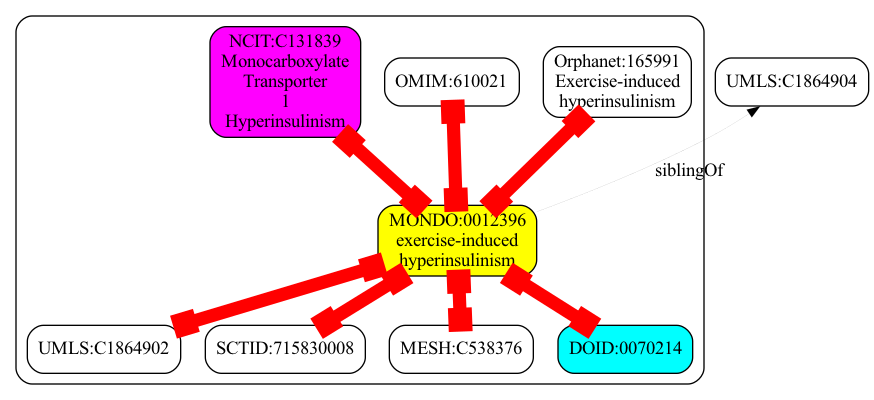 NCIT:C131839
Monocarboxylate
Transporter
1
Hyperinsulinism
OMIM:610021
Orphanet:165991
Exercise-induced
hyperinsulinism
UMLS:C1864904
siblingOf
MONDO:0012396
exercise-induced
hyperinsulinism
UMLS:C1864902
SCTID:715830008
MESH:C538376
DOID:0070214